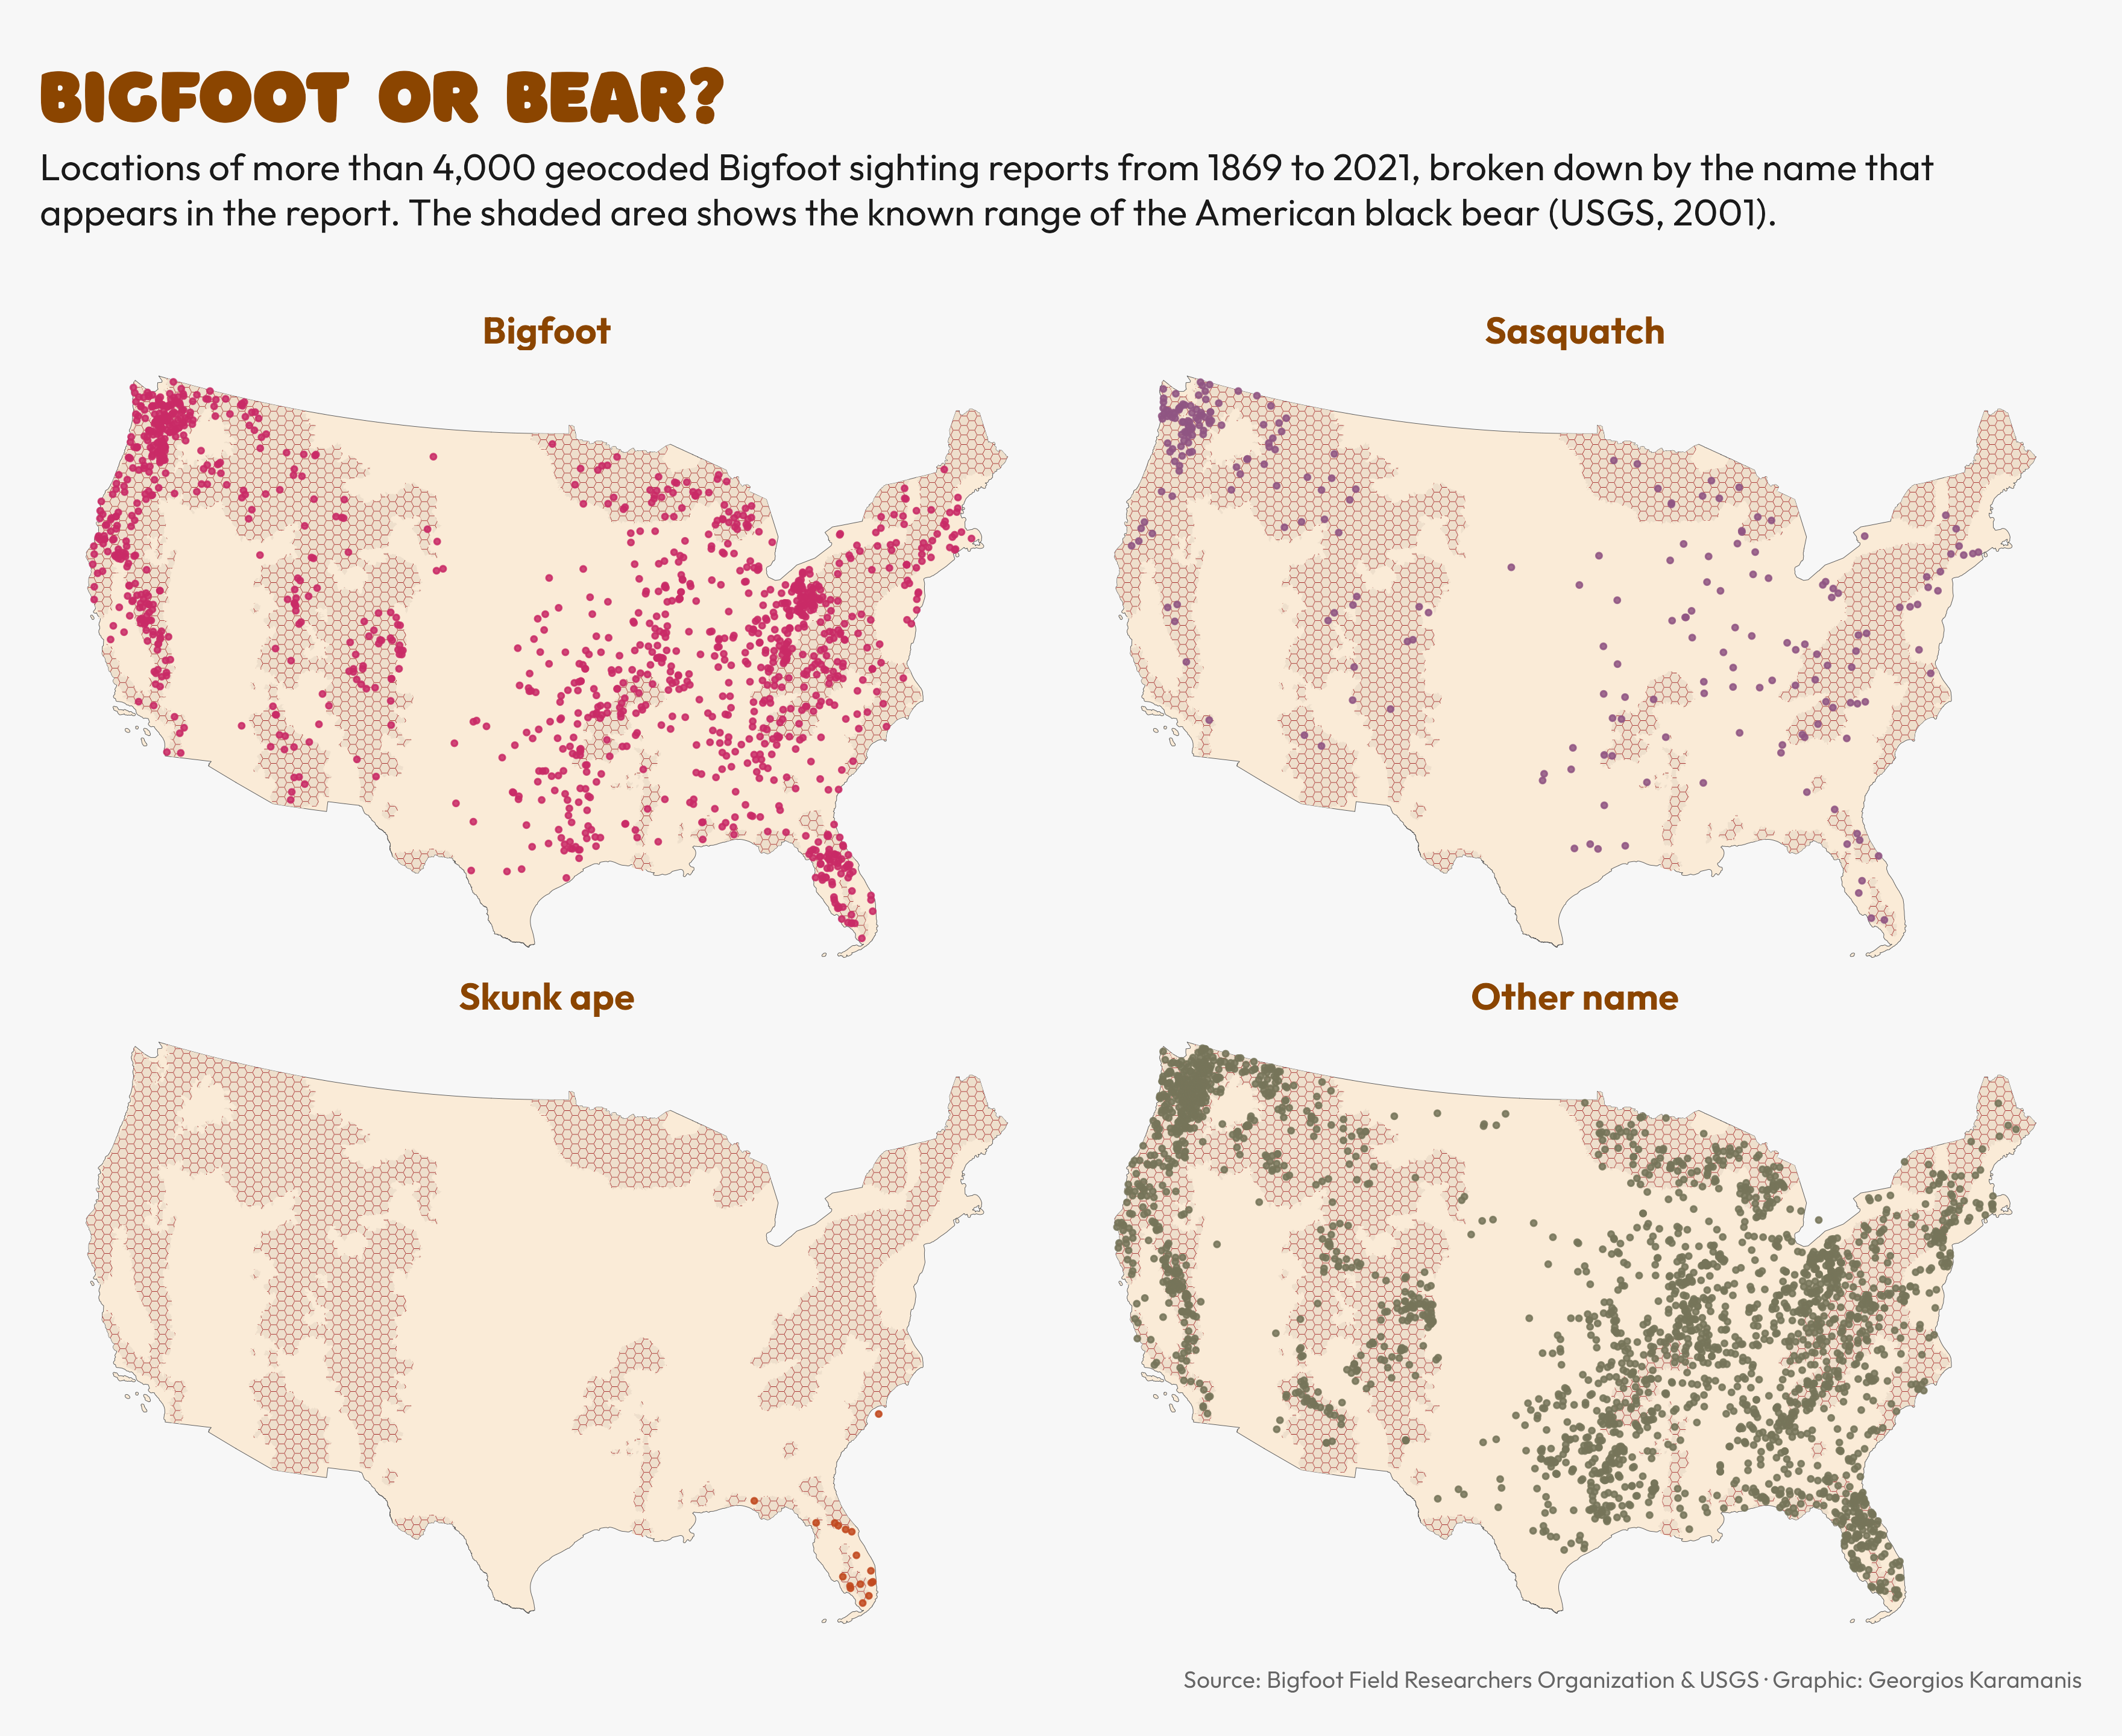 BIGFOOT OR BEAR?
Locations of more than 4,000 geocoded Bigfoot sighting reports from 1869 to 2021, broken down by the name that
appears in the report. The shaded area shows the known range of the American black bear (USGS, 2001).
Bigfoot
Sasquatch
Skunk ape
Other name
Source: Bigfoot Field Researchers Organization & USGS · Graphic: Georgios Karamanis